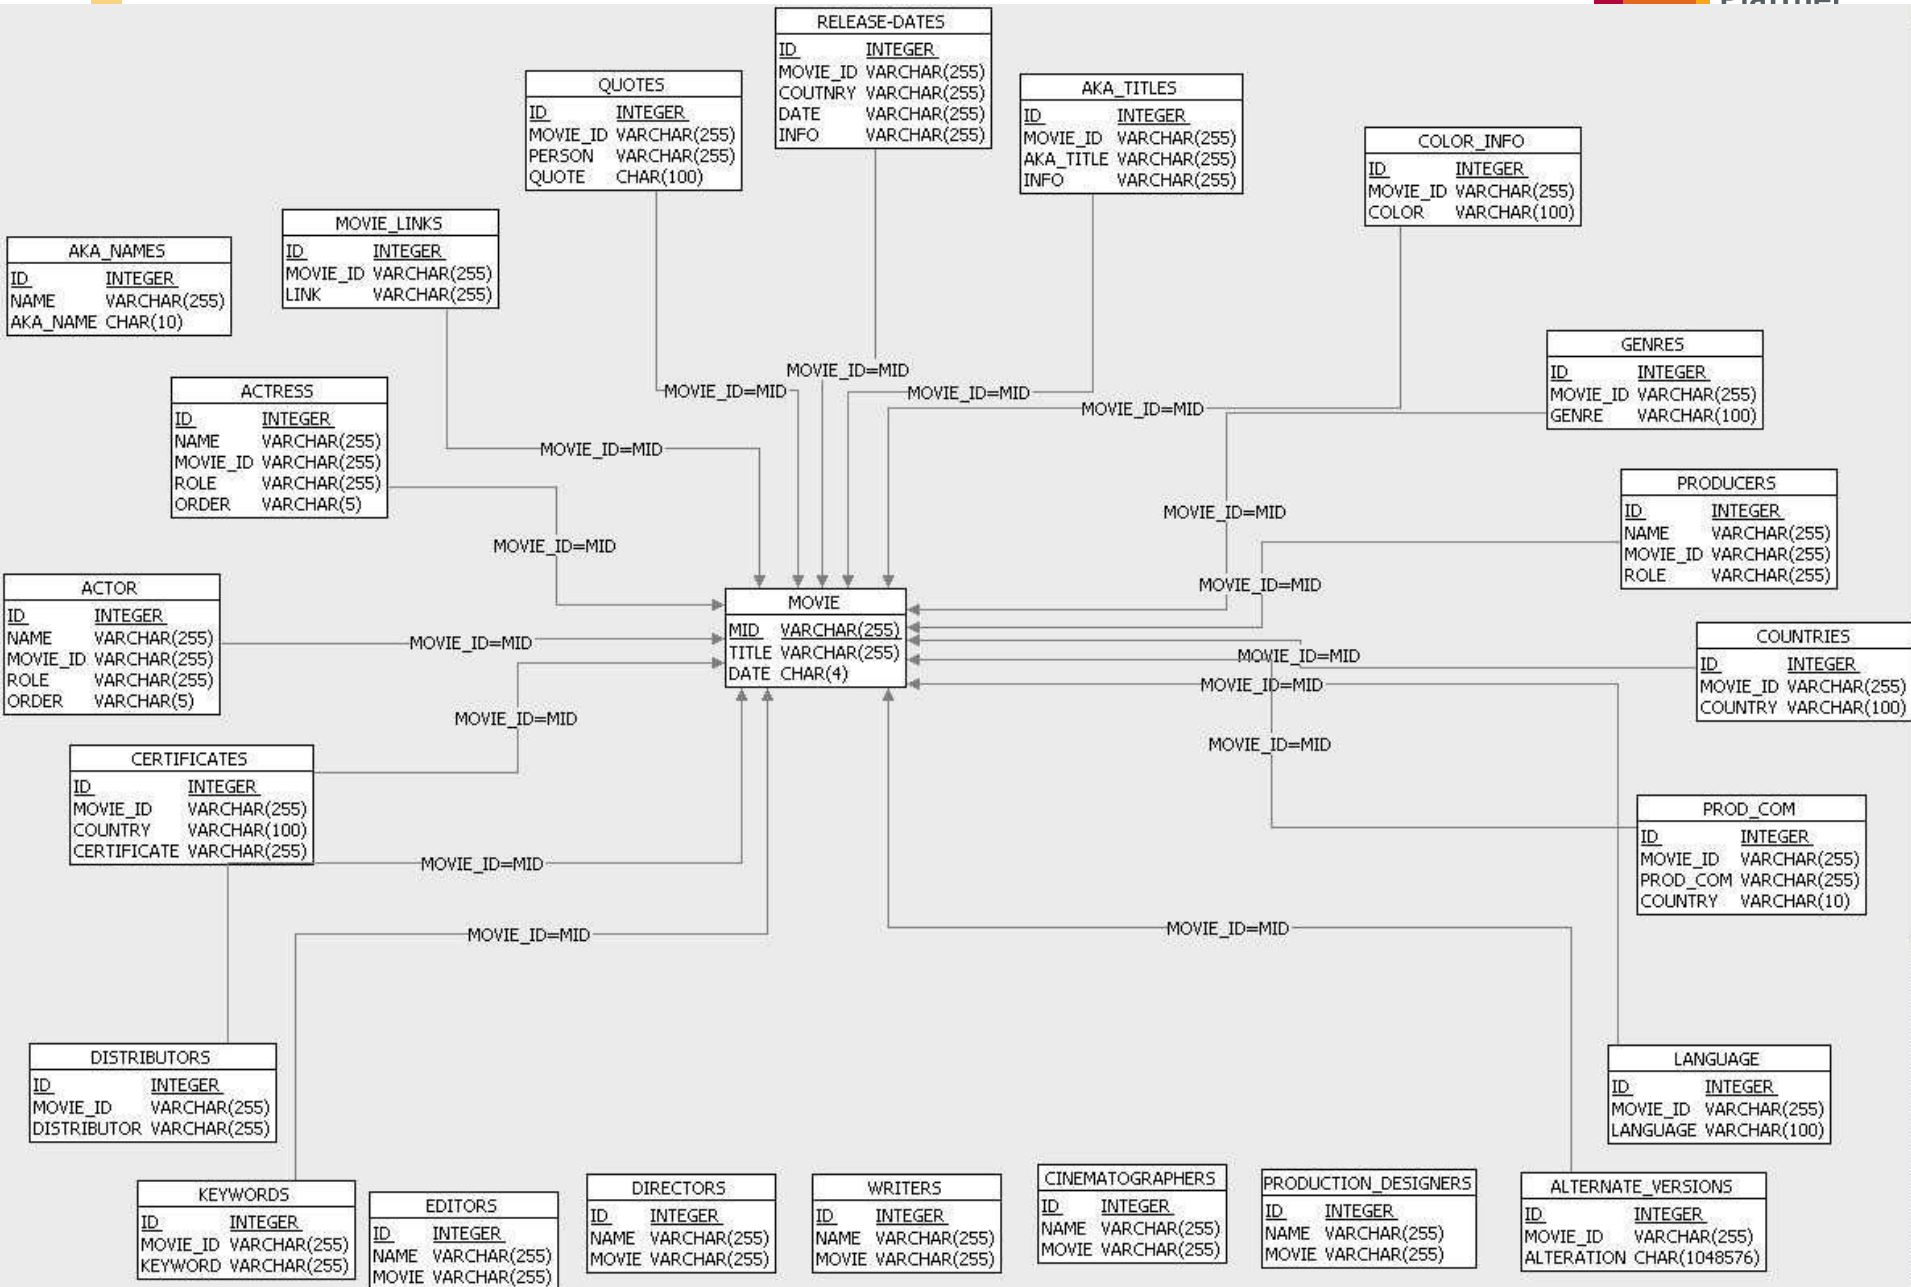 RELEASE-DATES
ID INTEGER
MOVIE_ID VARCHAR(255)
COUTNRY VARCHAR(255)
DATE VARCHAR(255)
INFO VARCHAR(255)
QUOTES
ID INTEGER
MOVIE_ID VARCHAR(255)
PERSON VARCHAR(255)
QUOTE CHAR(100)
AKA_TITLES
ID INTEGER
MOVIE_ID VARCHAR(255)
AKA_TITLE VARCHAR(255)
INFO VARCHAR(255)
COLOR_INFO
ID INTEGER
MOVIE_ID VARCHAR(255)
COLOR VARCHAR(100)
MOVIE_LINKS
ID INTEGER
MOVIE_ID VARCHAR(255)
LINK VARCHAR(255)
AKA_NAMES
ID INTEGER
NAME VARCHAR(255)
AKA_NAME CHAR(10)
GENRES
ID INTEGER
MOVIE_ID VARCHAR(255)
GENRE VARCHAR(100)
MOVIE_ID=MID
MOVIE_ID=MID
MOVIE_ID=MID
MOVIE_ID=MID
ACTRESS
ID INTEGER
NAME VARCHAR(255)
MOVIE_ID VARCHAR(255)
ROLE VARCHAR(255)
ORDER VARCHAR(5)
MOVIE_ID=MID
MOVIE_ID=MID
MOVIE_ID=MID
PRODUCERS
ID INTEGER
NAME VARCHAR(255)
MOVIE_ID VARCHAR(255)
ROLE VARCHAR(255)
MOVIE_ID=MID
ACTOR
ID INTEGER
NAME VARCHAR(255)
MOVIE_ID VARCHAR(255)
ROLE VARCHAR(255)
ORDER VARCHAR(5)
MOVIE_ID=MID
MOVIE
MID VARCHAR(255)
TITLE VARCHAR(255)
DATE CHAR(4)
MOVIE_ID=MID
MOVIE_ID=MID
COUNTRIES
ID INTEGER
MOVIE_ID VARCHAR(255)
COUNTRY VARCHAR(100)
MOVIE_ID=MID
MOVIE_ID=MID
CERTIFICATES
ID INTEGER
MOVIE_ID VARCHAR(255)
COUNTRY VARCHAR(100)
CERTIFICATE VARCHAR(255)
MOVIE_ID=MID
PROD_COM
ID INTEGER
MOVIE_ID VARCHAR(255)
PROD_COM VARCHAR(255)
COUNTRY VARCHAR(10)
MOVIE_ID=MID
MOVIE_ID=MID
MOVIE_ID=MID
DISTRIBUTORS
ID INTEGER
MOVIE_ID VARCHAR(255)
DISTRIBUTOR VARCHAR(255)
LANGUAGE
ID INTEGER
MOVIE_ID VARCHAR(255)
LANGUAGE VARCHAR(100)
KEYWORDS
ID INTEGER
MOVIE_ID VARCHAR(255)
KEYWORD VARCHAR(255)
EDITORS
ID INTEGER
NAME VARCHAR(255)
MOVIE VARCHAR(255)
DIRECTORS
ID INTEGER
NAME VARCHAR(255)
MOVIE VARCHAR(255)
WRITERS
ID INTEGER
NAME VARCHAR(255)
MOVIE VARCHAR(255)
CINEMATOGRAPHERS
ID INTEGER
NAME VARCHAR(255)
MOVIE VARCHAR(255)
PRODUCTION_DESIGNERS
ID INTEGER
NAME VARCHAR(255)
MOVIE VARCHAR(255)
ALTERNATE_VERSIONS
ID INTEGER
MOVIE_ID VARCHAR(255)
ALTERATION CHAR(1048576)